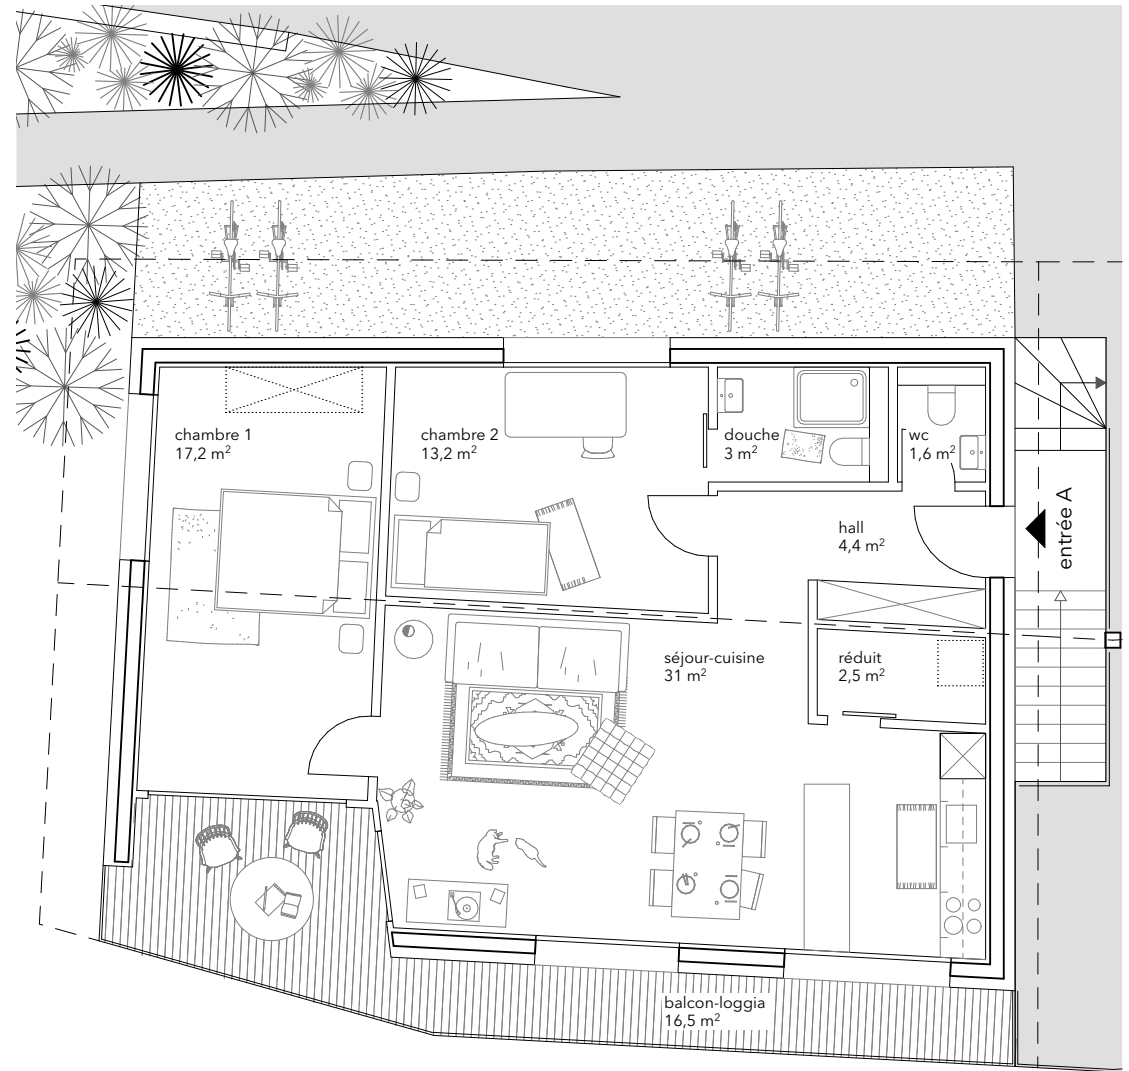 chambre 1
17,2 m²
chambre 2
13,2 m²
douche
3 m²
wc
1,6 m²
hall
4,4 m²
entrée A
séjour-cuisine
31 m²
réduit
2,5 m²
balcon-loggia
16,5 m²